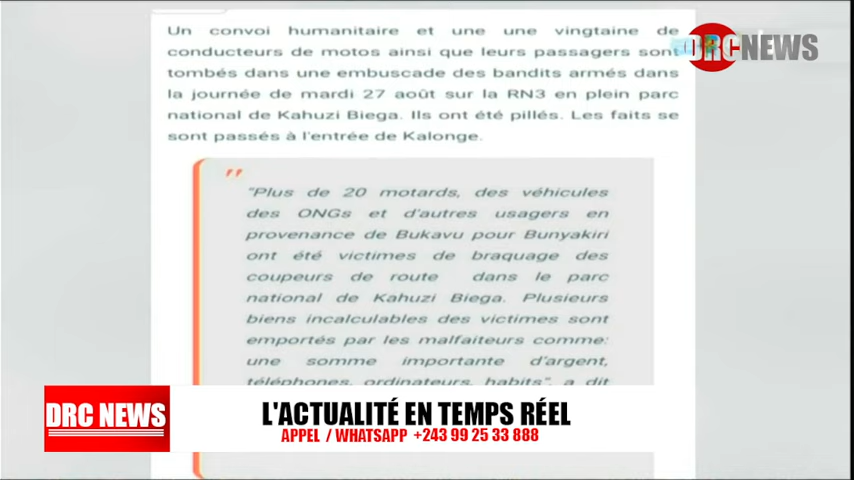 Un convoi humanitaire et une une vingtaine de
conducteurs de motos ainsi que leurs passagers sont
tombés dans une embuscade des bandits armés dans
la journée de mardi 27 août sur la RN3 en plein parc
national de Kahuzi Biega. Ils ont été pillés. Les faits se
sont passés à l'entrée de Kalonge.
DRCNEWS
"
"Plus de 20 motards, des véhicules
des ONGs et d'autres usagers en
provenance de Bukavu pour Bunyakiri
ont été victimes de braquage des
coupeurs de route dans le parc
national de Kahuzi Biega. Plusieurs
biens incalculables des victimes sont
emportés par les malfaiteurs comme:
une somme importante d'argent,
téléphones, ordinateurs, habits", a dit
DRC NEWS
L'ACTUALITÉ EN TEMPS RÉEL
APPEL / WHATSAPP +243 99 25 33 888